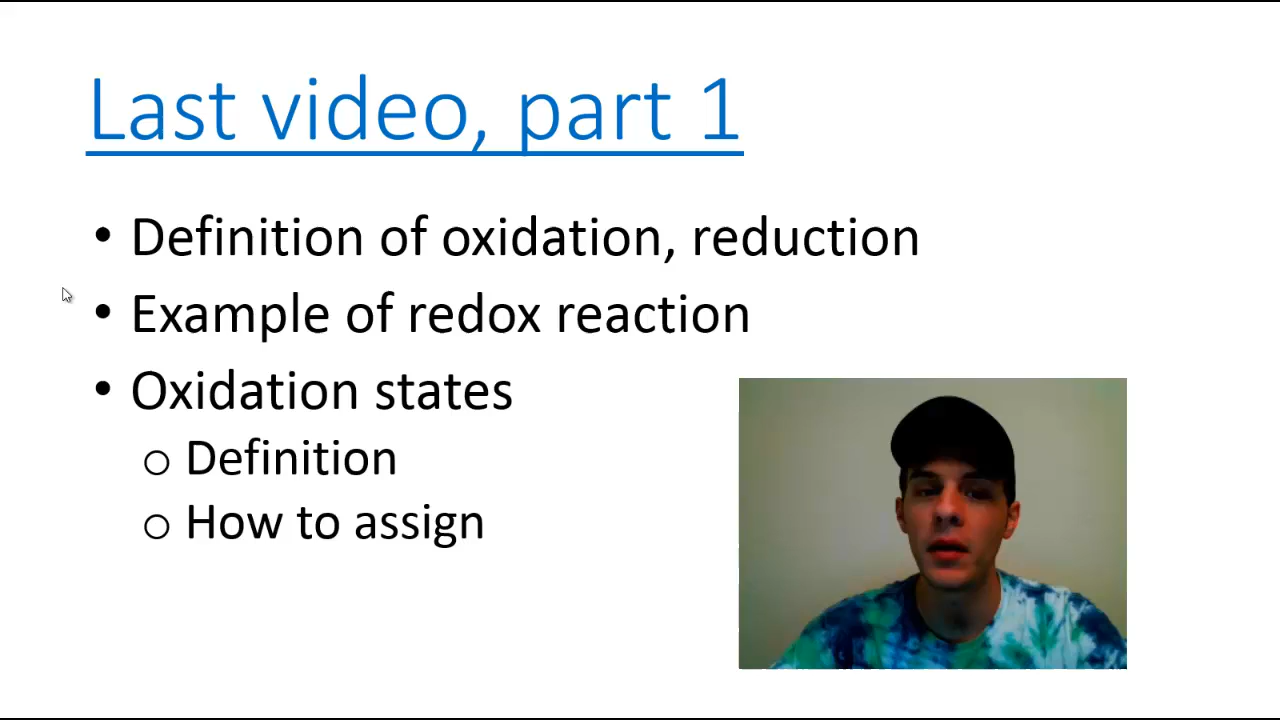 Last video, part 1
• Definition of oxidation, reduction
• Example of redox reaction
• Oxidation states
o Definition
o How to assign